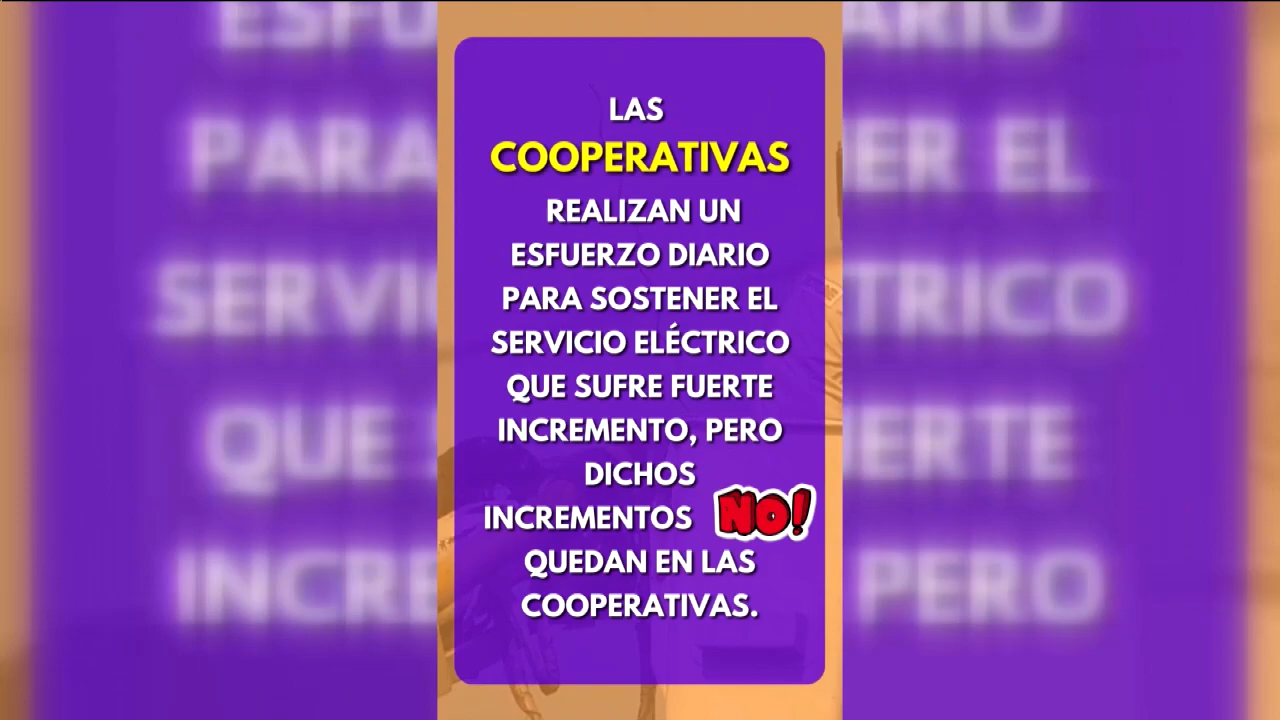 LAS
COOPERATIVAS
REALIZAN UN
ESFUERZO DIARIO
PARA SOSTENER EL
SERVICIO ELÉCTRICO
QUE SUFRE FUERTE
INCREMENTO, PERO
DICHOS
INCREMENTOS NO!
QUEDAN EN LAS
COOPERATIVAS.